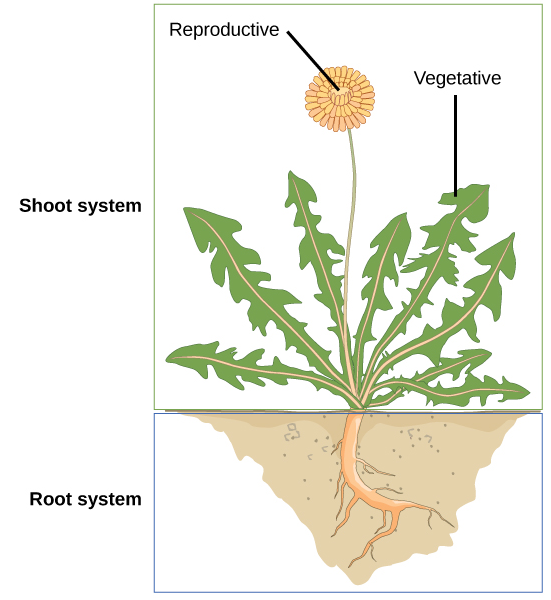 Reproductive
Vegetative
Shoot system
Root system